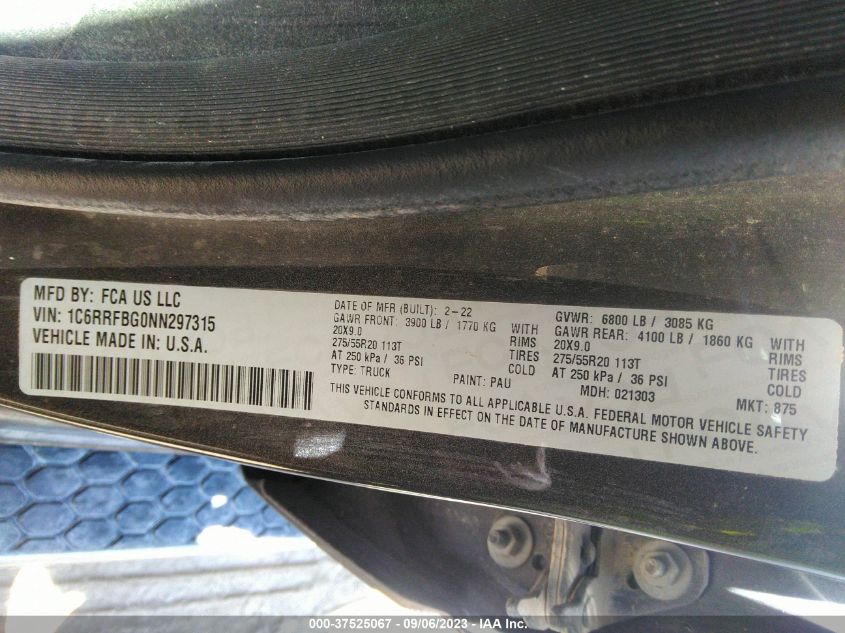 MFD BY: FCA US LLC
VIN: 1C6RRFBG0NN297315
VEHICLE MADE IN: U.S.A.
DATE OF MFR (BUILT): 2-22
GAWR FRONT: 3900 LB / 1770 KG WITH
20X9.0 RIMS
275/55R20 113T TIRES
AT 250 kPa / 36 PSI COLD
TYPE: TRUCK PAINT: PAU
GVWR: 6800 LB / 3085 KG
GAWR REAR: 4100 LB / 1860 KG WITH
20X9.0 RIMS
275/55R20 113T TIRES
AT 250 kPa / 36 PSI COLD
MDH: 021303 MKT: 875
THIS VEHICLE CONFORMS TO ALL APPLICABLE U.S.A. FEDERAL MOTOR VEHICLE SAFETY
STANDARDS IN EFFECT ON THE DATE OF MANUFACTURE SHOWN ABOVE.
000-37525067 - 09/06/2023 - IAA Inc.